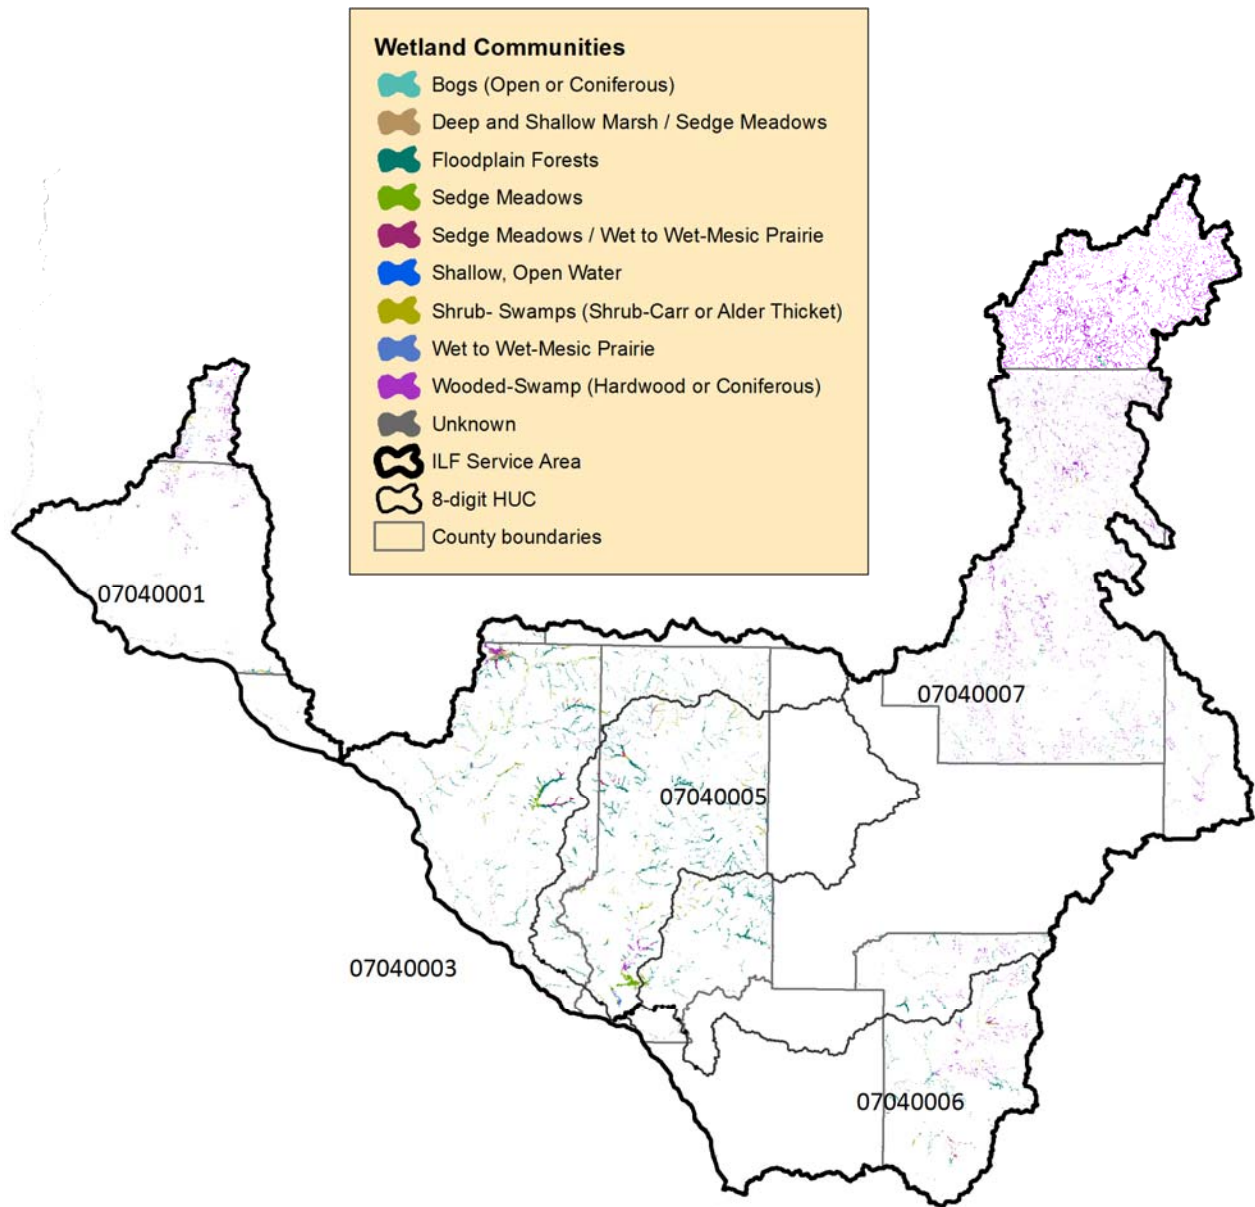 Wetland Communities
Bogs (Open or Coniferous)
Deep and Shallow Marsh / Sedge Meadows
Floodplain Forests
Sedge Meadows
Sedge Meadows / Wet to Wet-Mesic Prairie
Shallow, Open Water
Shrub- Swamps (Shrub-Carr or Alder Thicket)
Wet to Wet-Mesic Prairie
Wooded-Swamp (Hardwood or Coniferous)
Unknown
ILF Service Area
8-digit HUC
County boundaries
07040001
07040007
07040005
07040003
07040006